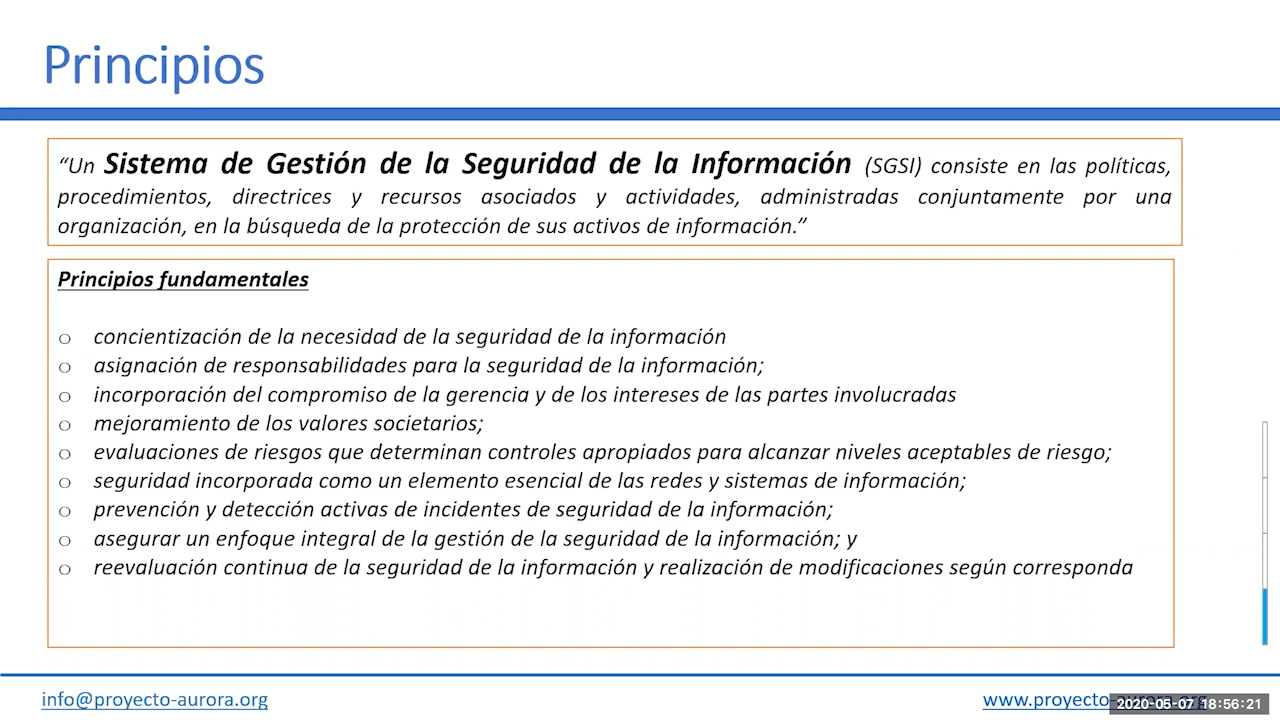 Principios
“Un Sistema de Gestión de la Seguridad de la Información (SGSI) consiste en las políticas,
procedimientos, directrices y recursos asociados y actividades, administradas conjuntamente por una
organización, en la búsqueda de la protección de sus activos de información.”
Principios fundamentales
o concientización de la necesidad de la seguridad de la información
o asignación de responsabilidades para la seguridad de la información;
o incorporación del compromiso de la gerencia y de los intereses de las partes involucradas
o mejoramiento de los valores societarios;
o evaluaciones de riesgos que determinan controles apropiados para alcanzar niveles aceptables de riesgo;
o seguridad incorporada como un elemento esencial de las redes y sistemas de información;
o prevención y detección activas de incidentes de seguridad de la información;
o asegurar un enfoque integral de la gestión de la seguridad de la información; y
o reevaluación continua de la seguridad de la información y realización de modificaciones según corresponda
info@proyecto-aurora.org
www.proyecto-aurora.org
2020-05-07 18:56:21